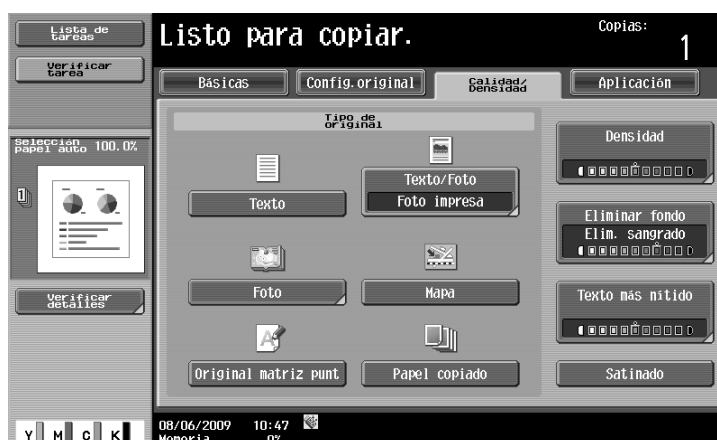 Lista de
tareas
Verificar
tarea
Listo para copiar.
Copias:
1
Básicas
Config.original
Calidad/
Densidad
Aplicación
Selección
papel auto 100.0%
1
Verificar
detalles
Tipo de
original
Texto
Texto/Foto
Foto impresa
Foto
Mapa
Original matriz punt
Papel copiado
Densidad
Eliminar fondo
Elim. sangrado
Texto más nítido
Satinado
Y M C K
08/06/2009 10:47
Memoria 0%